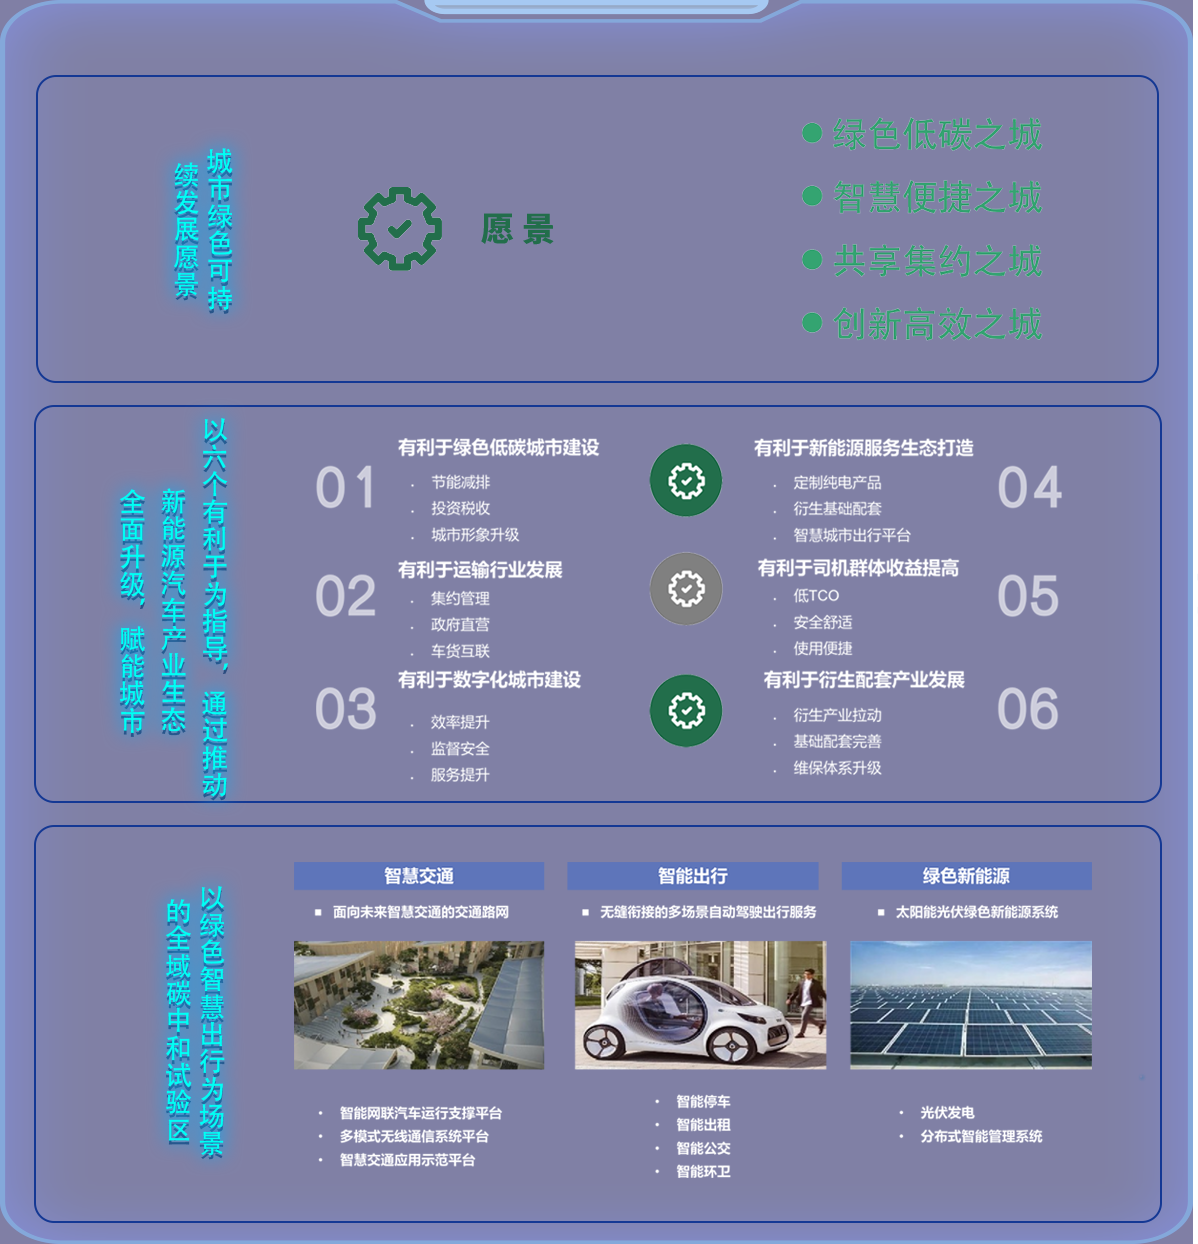 城市绿色可持
续发展愿景
愿景
绿色低碳之城
智慧便捷之城
共享集约之城
创新高效之城
以六个有利于为指导，通过推动
新能源汽车产业生态
全面升级，赋能城市
01
有利于绿色低碳城市建设
节能减排
投资税收
城市形象升级
02
有利于运输行业发展
集约管理
政府直营
车货互联
03
有利于数字化城市建设
效率提升
监督安全
服务提升
有利于新能源服务生态打造
04
定制纯电产品
衍生基础配套
智慧城市出行平台
有利于司机群体收益提高
05
低TCO
安全舒适
使用便捷
有利于衍生配套产业发展
06
衍生产业拉动
基础配套完善
维保体系升级
以绿色智慧出行为场景
的全域碳中和试验区
智慧交通
面向未来智慧交通的交通路网
智能网联汽车运行支撑平台
多模式无线通信系统平台
智慧交通应用示范平台
智能出行
无缝衔接的多场景自动驾驶出行服务
智能停车
智能出租
智能公交
智能环卫
绿色新能源
太阳能光伏绿色新能源系统
光伏发电
分布式智能管理系统